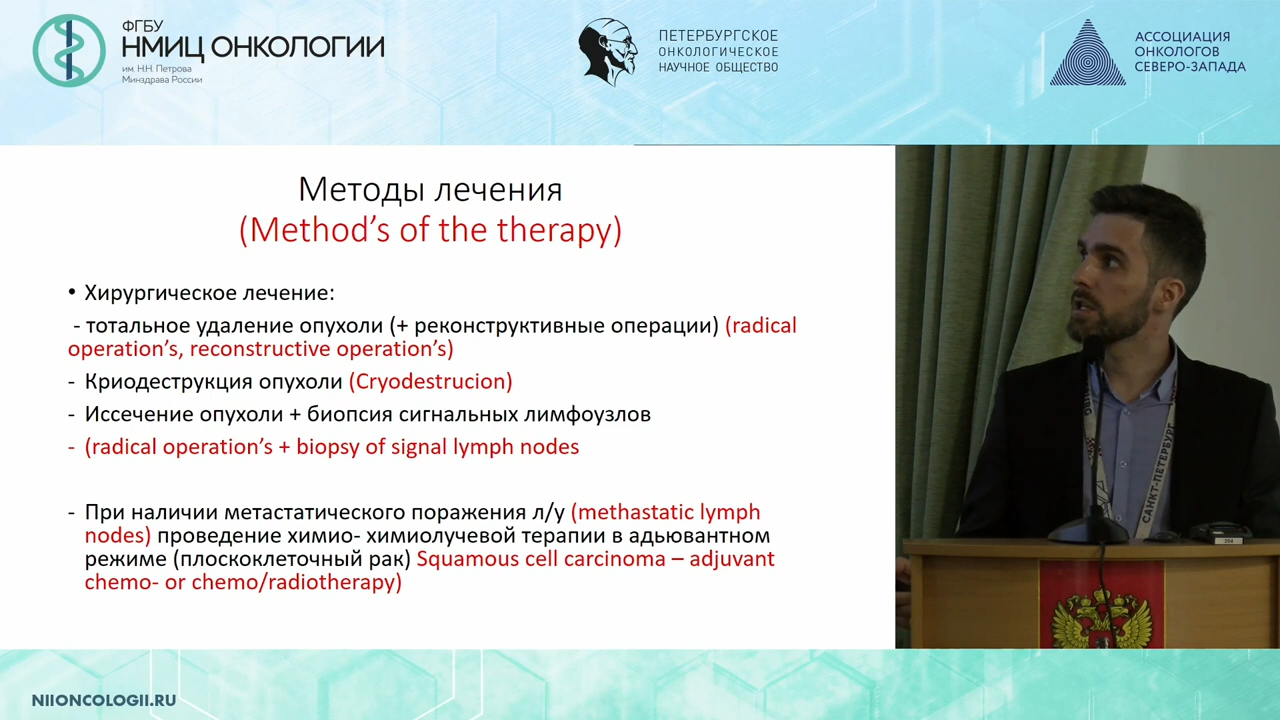 ФГБУ
НМИЦ ОНКОЛОГИИ
им. Н.Н. Петрова
Минздрава России
ПЕТЕРБУРГСКОЕ
ОНКОЛОГИЧЕСКОЕ
НАУЧНОЕ ОБЩЕСТВО
АССОЦИАЦИЯ
ОНКОЛОГОВ
СЕВЕРО-ЗАПАДА
Методы лечения
(Method’s of the therapy)
• Хирургическое лечение:
- тотальное удаление опухоли (+ реконструктивные операции) (radical
operation’s, reconstructive operation’s)
- Криодеструкция опухоли (Cryodestrucion)
- Иссечение опухоли + биопсия сигнальных лимфоузлов
- (radical operation’s + biopsy of signal lymph nodes
- При наличии метастатического поражения л/у (methastatic lymph
nodes) проведение химио- химиолучевой терапии в адьювантном
режиме (плоскоклеточный рак) Squamous cell carcinoma – adjuvant
chemo- or chemo/radiotherapy)
САНКТ-ПЕТЕРБУРГ
204
NIIONCOLOGII.RU